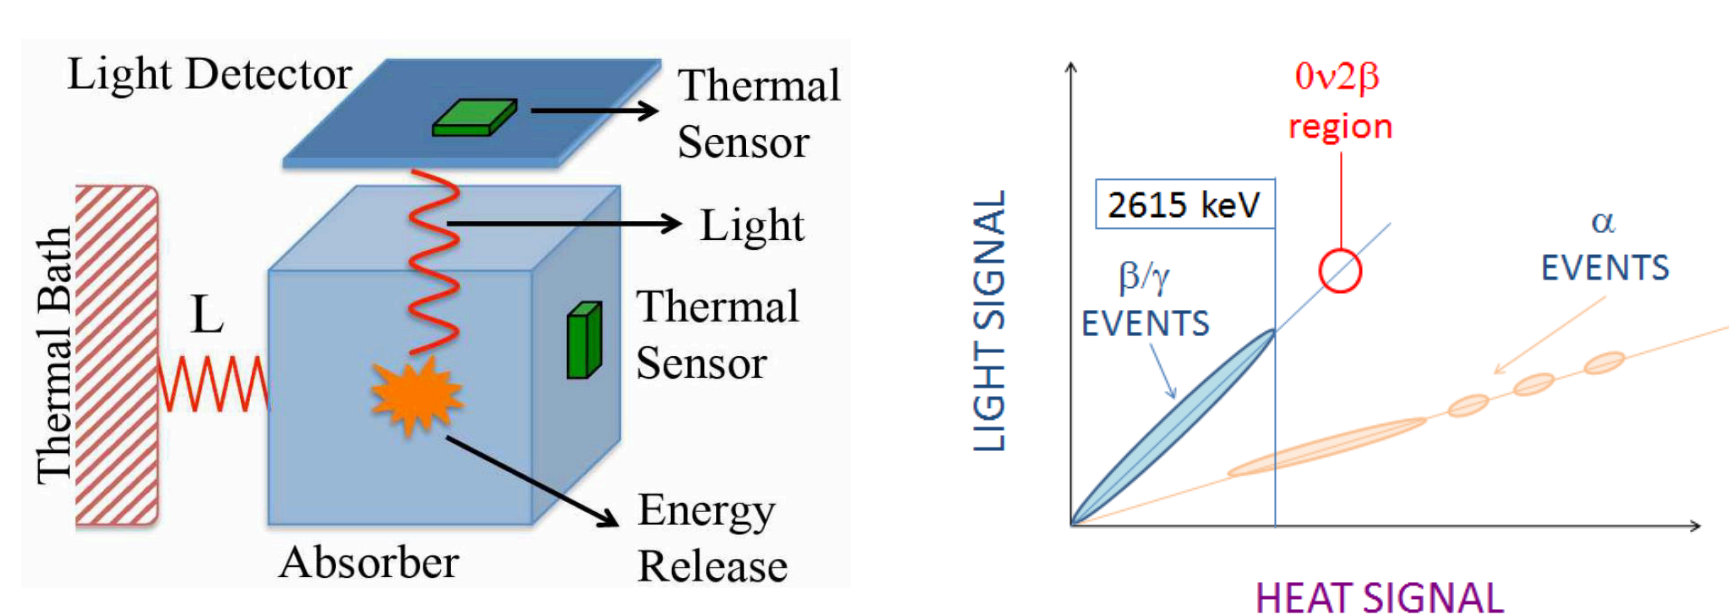 Light Detector
Thermal
Sensor
Light
Thermal Bath
L
Thermal
Sensor
Energy
Release
Absorber
0ν2β
region
2615 keV
α
EVENTS
β/γ
EVENTS
LIGHT SIGNAL
HEAT SIGNAL